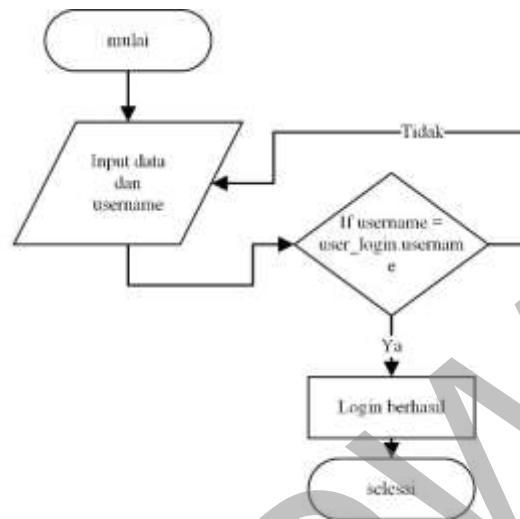 mulai
Input data
dan
username
Tidak
If username =
user_login.usernam
e
Ya
Login berhasil
selesai